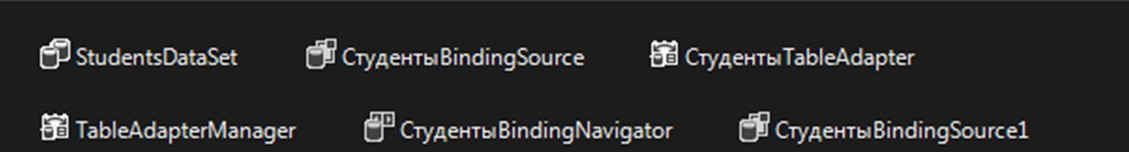 StudentsDataSet СтудентыBindingSource СтудентыTableAdapter
TableAdapterManager СтудентыBindingNavigator СтудентыBindingSource1